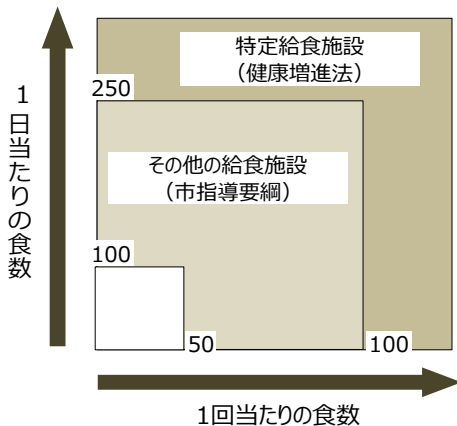 特定給食施設
（健康増進法）
250
その他の給食施設
（市指導要綱）
100
50
100
1日当たりの食数
1回当たりの食数